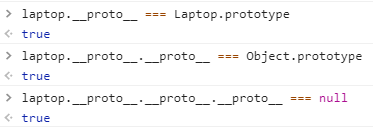 > laptop.__proto__ === Laptop.prototype
<· true
> laptop.__proto__.__proto__ === Object.prototype
<· true
> laptop.__proto__.__proto__.__proto__ === null
<· true